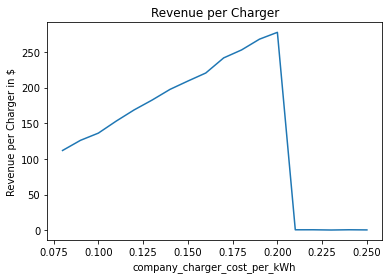 Revenue per Charger
Revenue per Charger in $
250
200
150
100
50
0
0.075 0.100 0.125 0.150 0.175 0.200 0.225 0.250
company_charger_cost_per_kWh